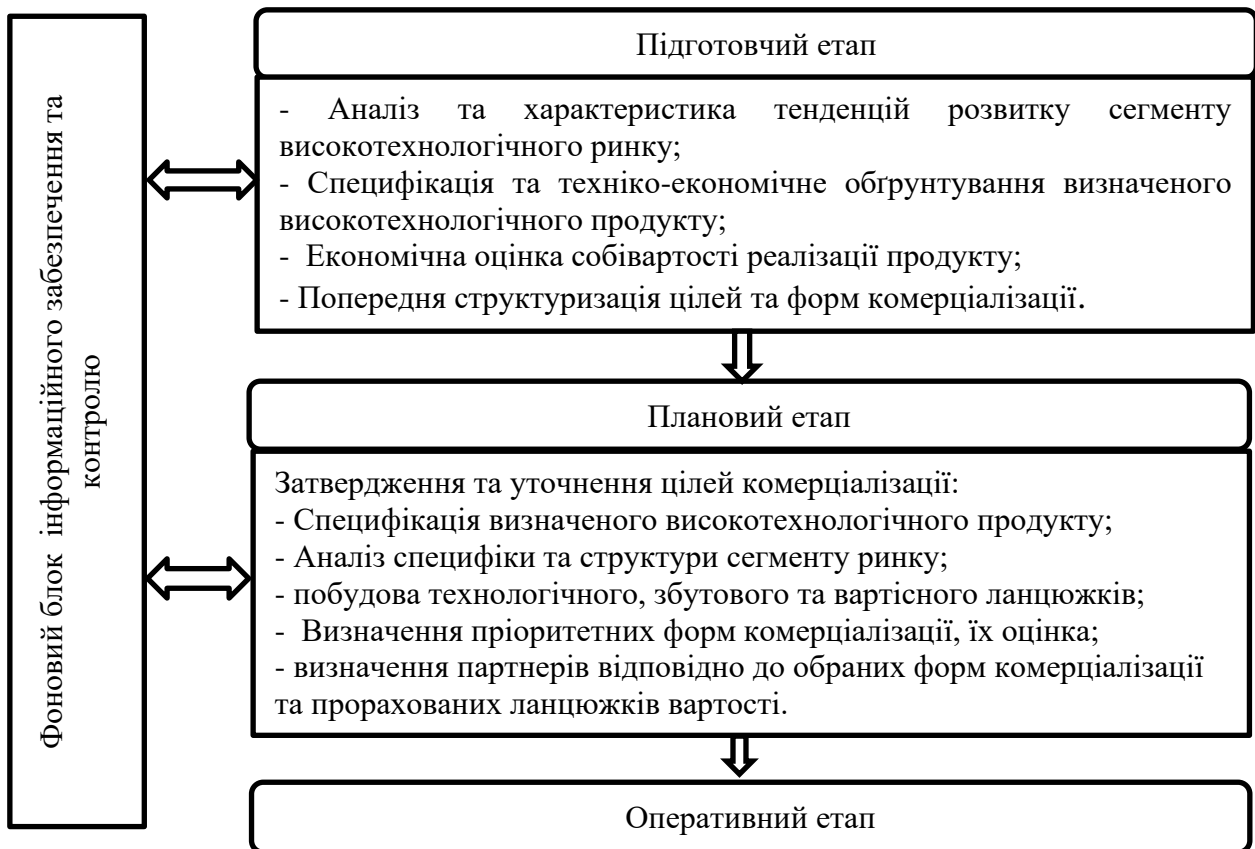 Фоновий блок інформаційного забезпечення та
контролю
Підготовчий етап
- Аналіз та характеристика тенденцій розвитку сегменту
високотехнологічного ринку;
- Специфікація та техніко-економічне обґрунтування визначеного
високотехнологічного продукту;
- Економічна оцінка собівартості реалізації продукту;
- Попередня структуризація цілей та форм комерціалізації.
Плановий етап
Затвердження та уточнення цілей комерціалізації:
- Специфікація визначеного високотехнологічного продукту;
- Аналіз специфіки та структури сегменту ринку;
- побудова технологічного, збутового та вартісного ланцюжків;
- Визначення пріоритетних форм комерціалізації, їх оцінка;
- визначення партнерів відповідно до обраних форм комерціалізації
та прорахованих ланцюжків вартості.
Оперативний етап